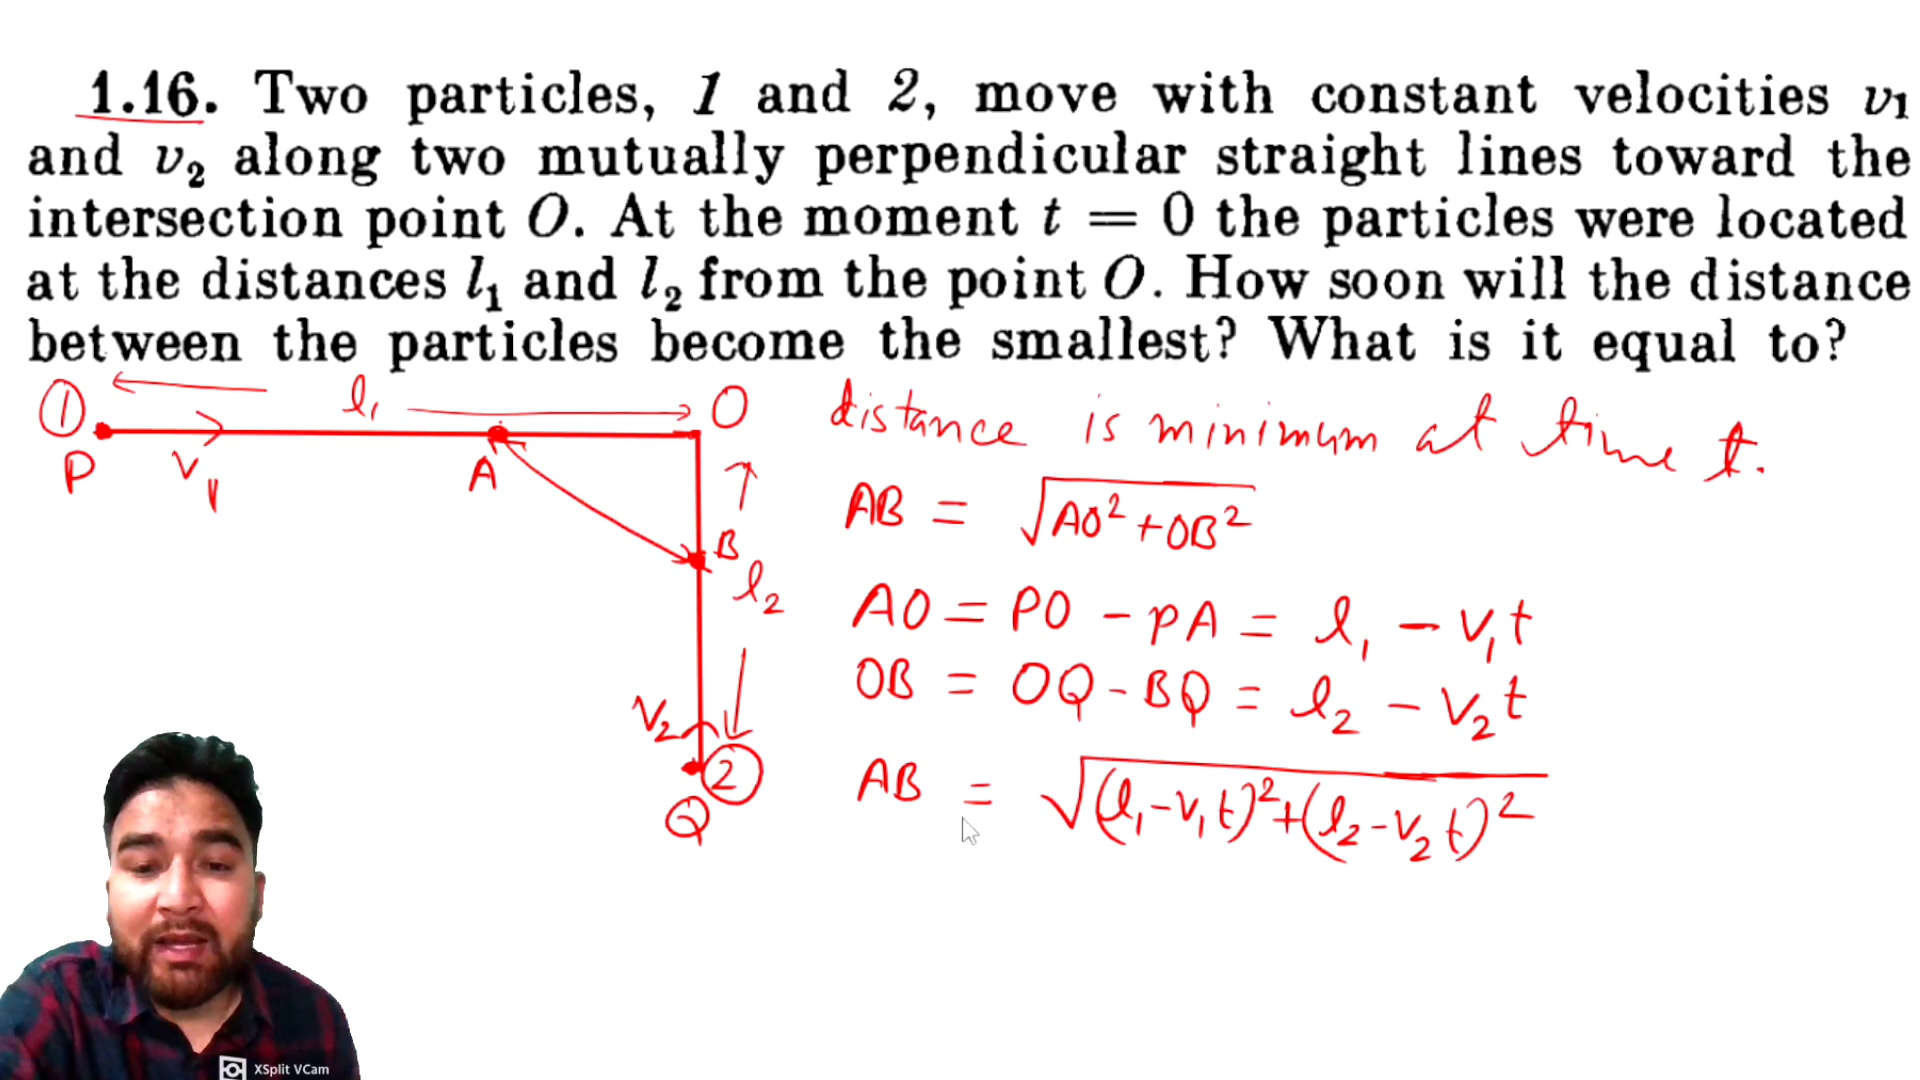 1.16. Two particles, 1 and 2, move with constant velocities v₁
and v₂ along two mutually perpendicular straight lines toward the
intersection point O. At the moment t = 0 the particles were located
at the distances l₁ and l₂ from the point O. How soon will the distance
between the particles become the smallest? What is it equal to?
① l₁ O
P V₁ A
B
l₂
V₂ ②
Q
distance is minimum at time t.
AB = √(AO² + OB²)
AO = PO - PA = l₁ - V₁t
OB = OQ - BQ = l₂ - V₂t
AB = √((l₁-V₁t)²+(l₂-V₂t)²)
XSplit VCam